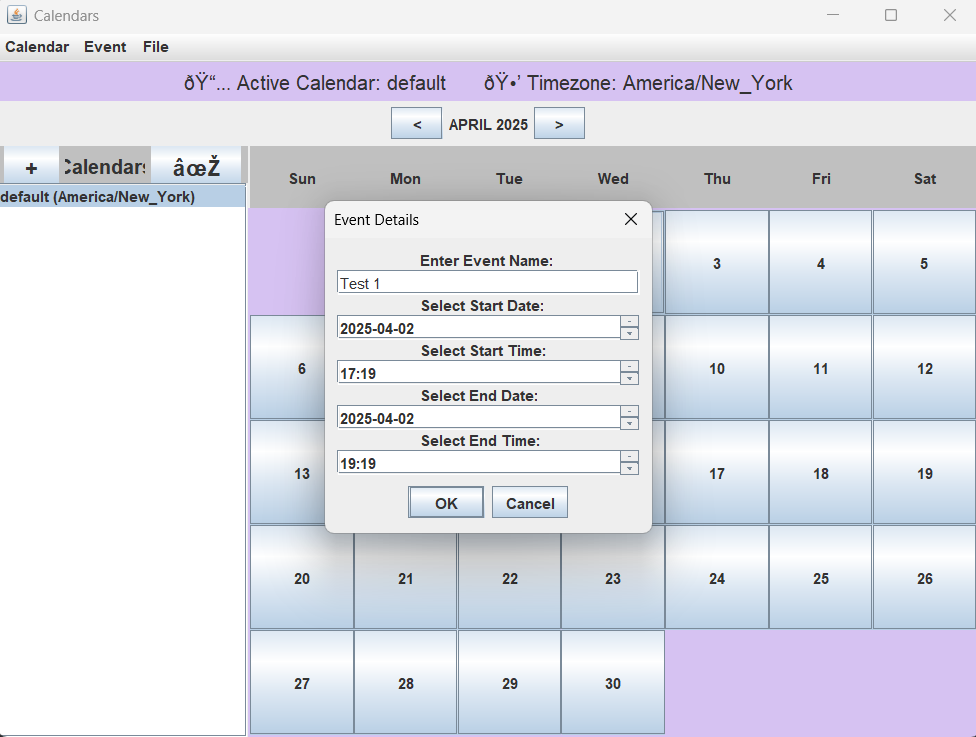 Calendars
Calendar Event File
ðŸ“… Active Calendar: default ðŸ•’ Timezone: America/New_York
< APRIL 2025 >
+ Calendars âœŽ
default (America/New_York)
Sun Mon Tue Wed Thu Fri Sat
Event Details
Enter Event Name:
Test 1
Select Start Date:
2025-04-02
Select Start Time:
17:19
Select End Date:
2025-04-02
Select End Time:
19:19
OK Cancel
3 4 5
6 10 11 12
13 17 18 19
20 21 22 23 24 25 26
27 28 29 30